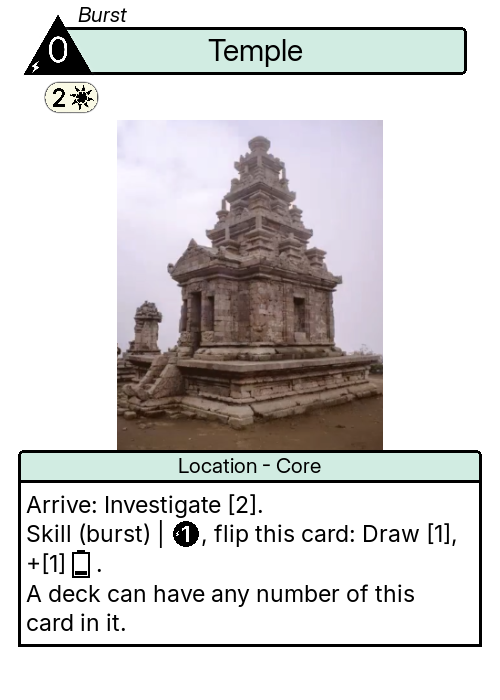 Burst
0
Temple
2
Location - Core
Arrive: Investigate [2].
Skill (burst) | 1, flip this card: Draw [1],
+[1] .
A deck can have any number of this
card in it.